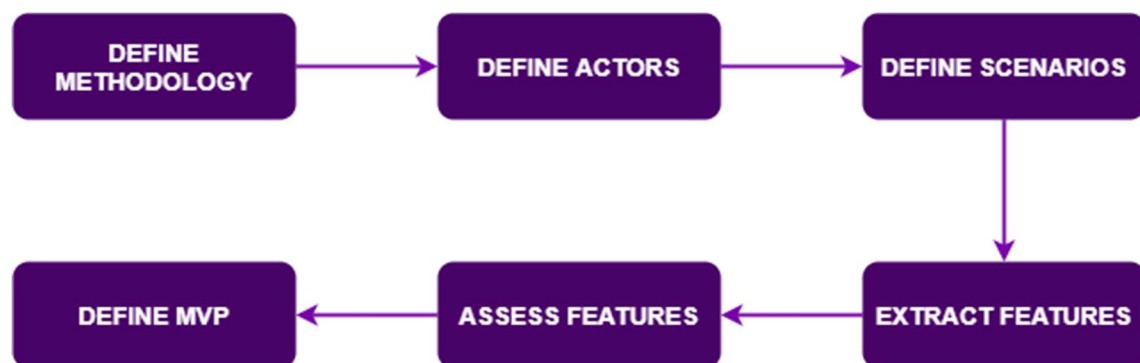 DEFINE
METHODOLOGY
DEFINE ACTORS
DEFINE SCENARIOS
EXTRACT FEATURES
ASSESS FEATURES
DEFINE MVP